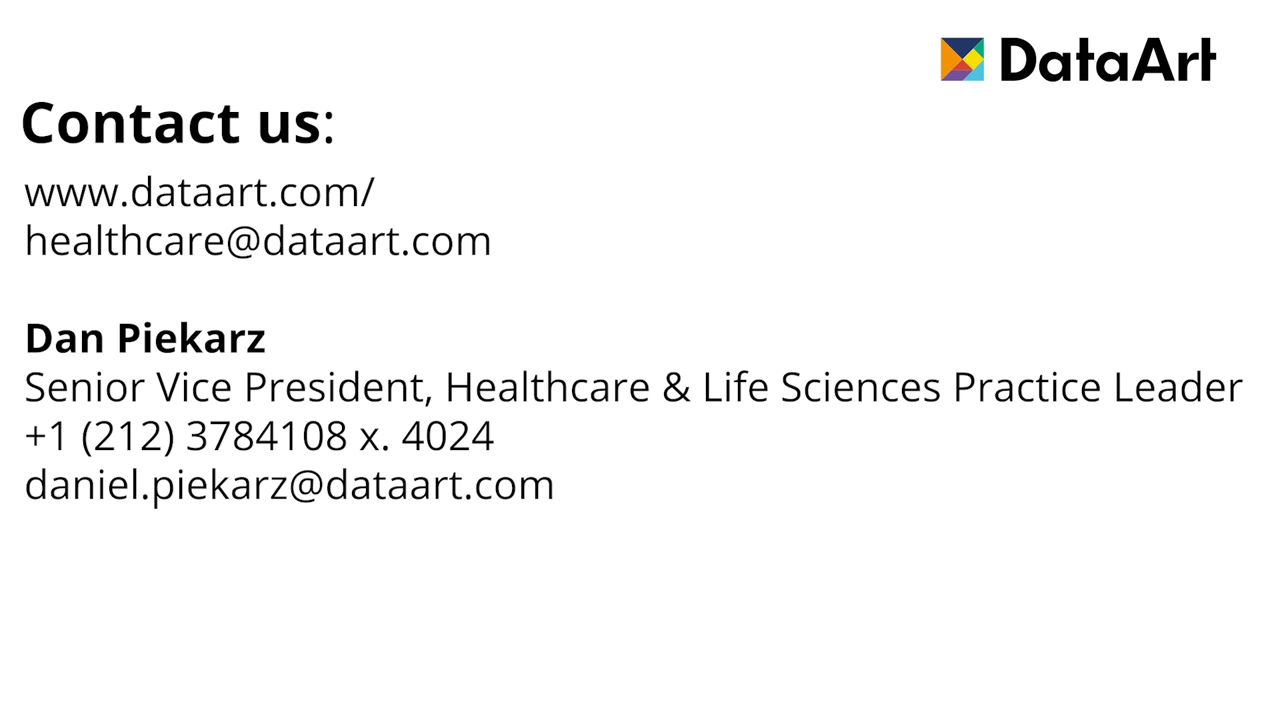 DataArt
Contact us:
www.dataart.com/
healthcare@dataart.com
Dan Piekarz
Senior Vice President, Healthcare & Life Sciences Practice Leader
+1 (212) 3784108 x. 4024
daniel.piekarz@dataart.com